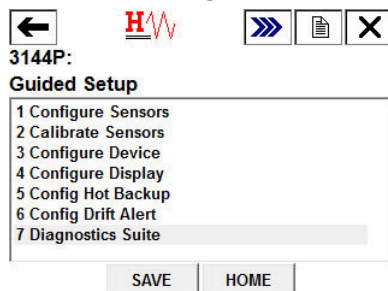 H
3144P:
Guided Setup
1 Configure Sensors
2 Calibrate Sensors
3 Configure Device
4 Configure Display
5 Config Hot Backup
6 Config Drift Alert
7 Diagnostics Suite
SAVE HOME